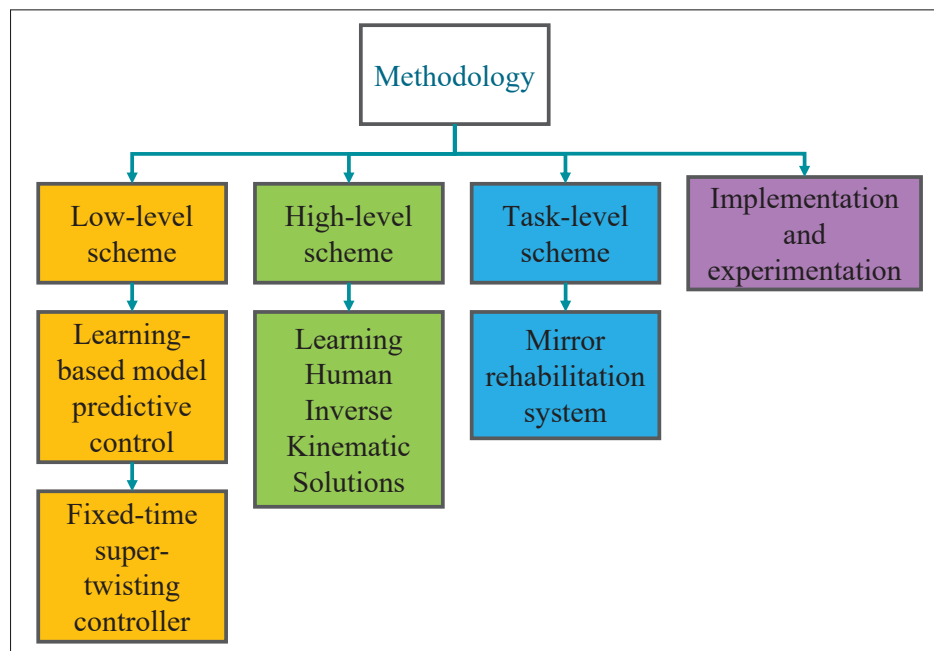 Methodology
Low-level
scheme
High-level
scheme
Task-level
scheme
Implementation
and
experimentation
Learning-
based model
predictive
control
Learning
Human
Inverse
Kinematic
Solutions
Mirror
rehabilitation
system
Fixed-time
super-
twisting
controller